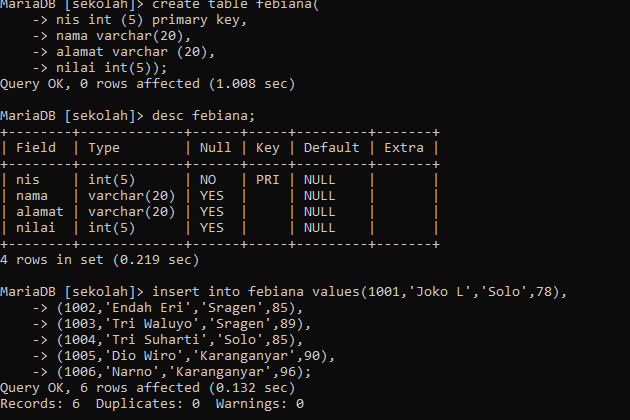 MariaDB [sekolah]> create table febiana(
    -> nis int (5) primary key,
    -> nama varchar(20),
    -> alamat varchar (20),
    -> nilai int(5));
Query OK, 0 rows affected (1.008 sec)

MariaDB [sekolah]> desc febiana;
+--------+-------------+------+-----+---------+-------+
| Field  | Type        | Null | Key | Default | Extra |
+--------+-------------+------+-----+---------+-------+
| nis    | int(5)      | NO   | PRI | NULL    |       |
| nama   | varchar(20) | YES  |     | NULL    |       |
| alamat | varchar(20) | YES  |     | NULL    |       |
| nilai  | int(5)      | YES  |     | NULL    |       |
+--------+-------------+------+-----+---------+-------+
4 rows in set (0.219 sec)

MariaDB [sekolah]> insert into febiana values(1001,'Joko L','Solo',78),
    -> (1002,'Endah Eri','Sragen',85),
    -> (1003,'Tri Waluyo','Sragen',89),
    -> (1004,'Tri Suharti','Solo',85),
    -> (1005,'Dio Wiro','Karanganyar',90),
    -> (1006,'Narno','Karanganyar',96);
Query OK, 6 rows affected (0.132 sec)
Records: 6  Duplicates: 0  Warnings: 0